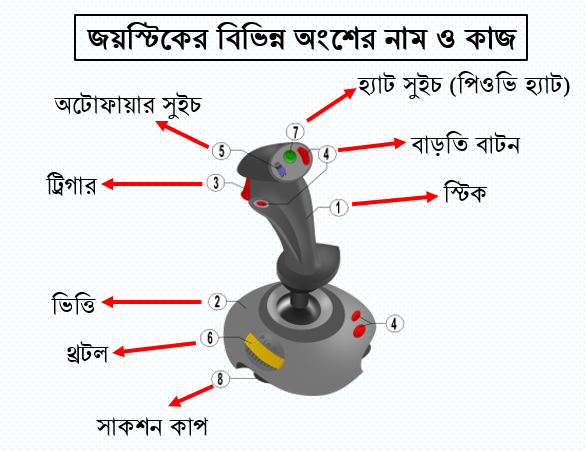 জয়স্টিকের বিভিন্ন অংশের নাম ও কাজ
হ্যাট সুইচ (পিওভি হ্যাট)
অটোফায়ার সুইচ
7
বাড়তি বাটন
5
4
ট্রিগার
3
স্টিক
1
ভিত্তি
2
4
থ্রটল
6
8
সাকশন কাপ